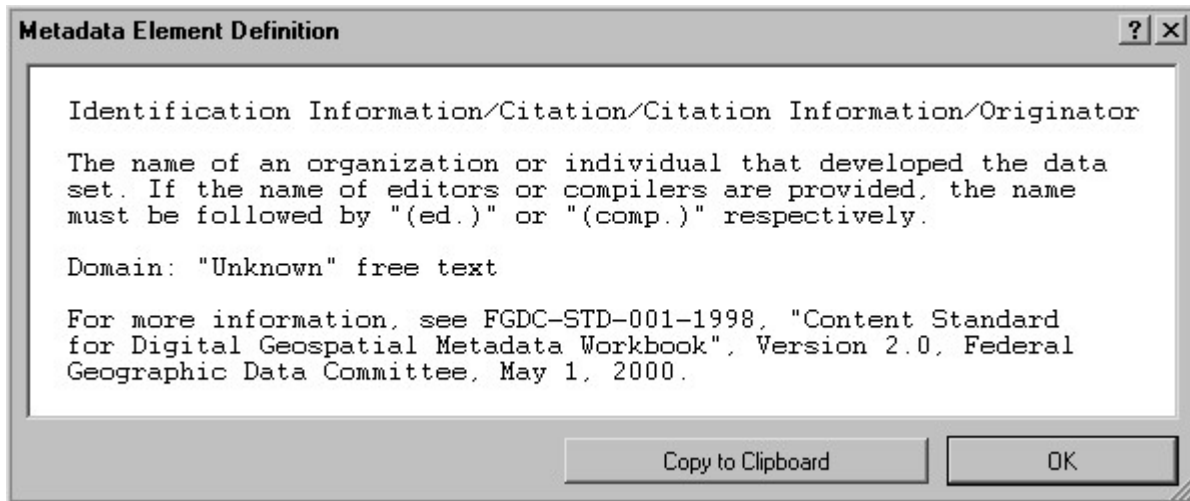 Metadata Element Definition
Identification Information/Citation/Citation Information/Originator
The name of an organization or individual that developed the data
set. If the name of editors or compilers are provided, the name
must be followed by "(ed.)" or "(comp.)" respectively.
Domain: "Unknown" free text
For more information, see FGDC-STD-001-1998, "Content Standard
for Digital Geospatial Metadata Workbook", Version 2.0, Federal
Geographic Data Committee, May 1, 2000.
Copy to Clipboard
OK